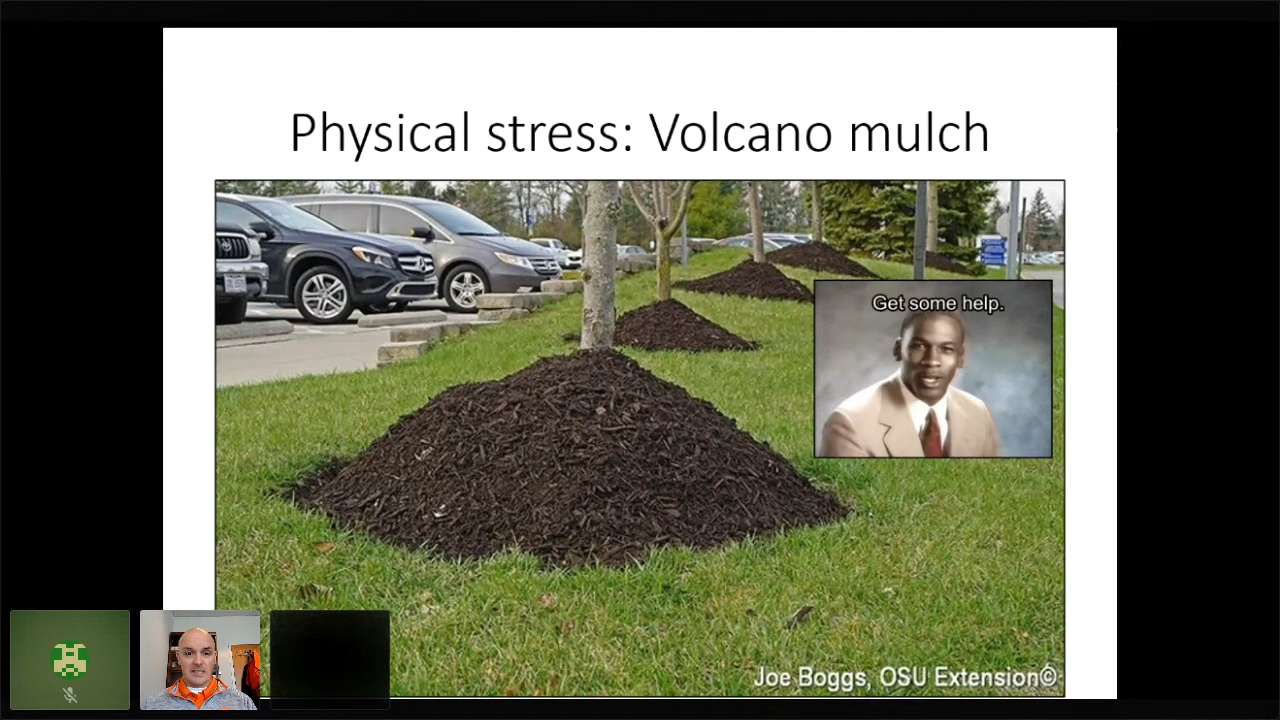 Physical stress: Volcano mulch
Get some help.
Joe Boggs, OSU Extension©